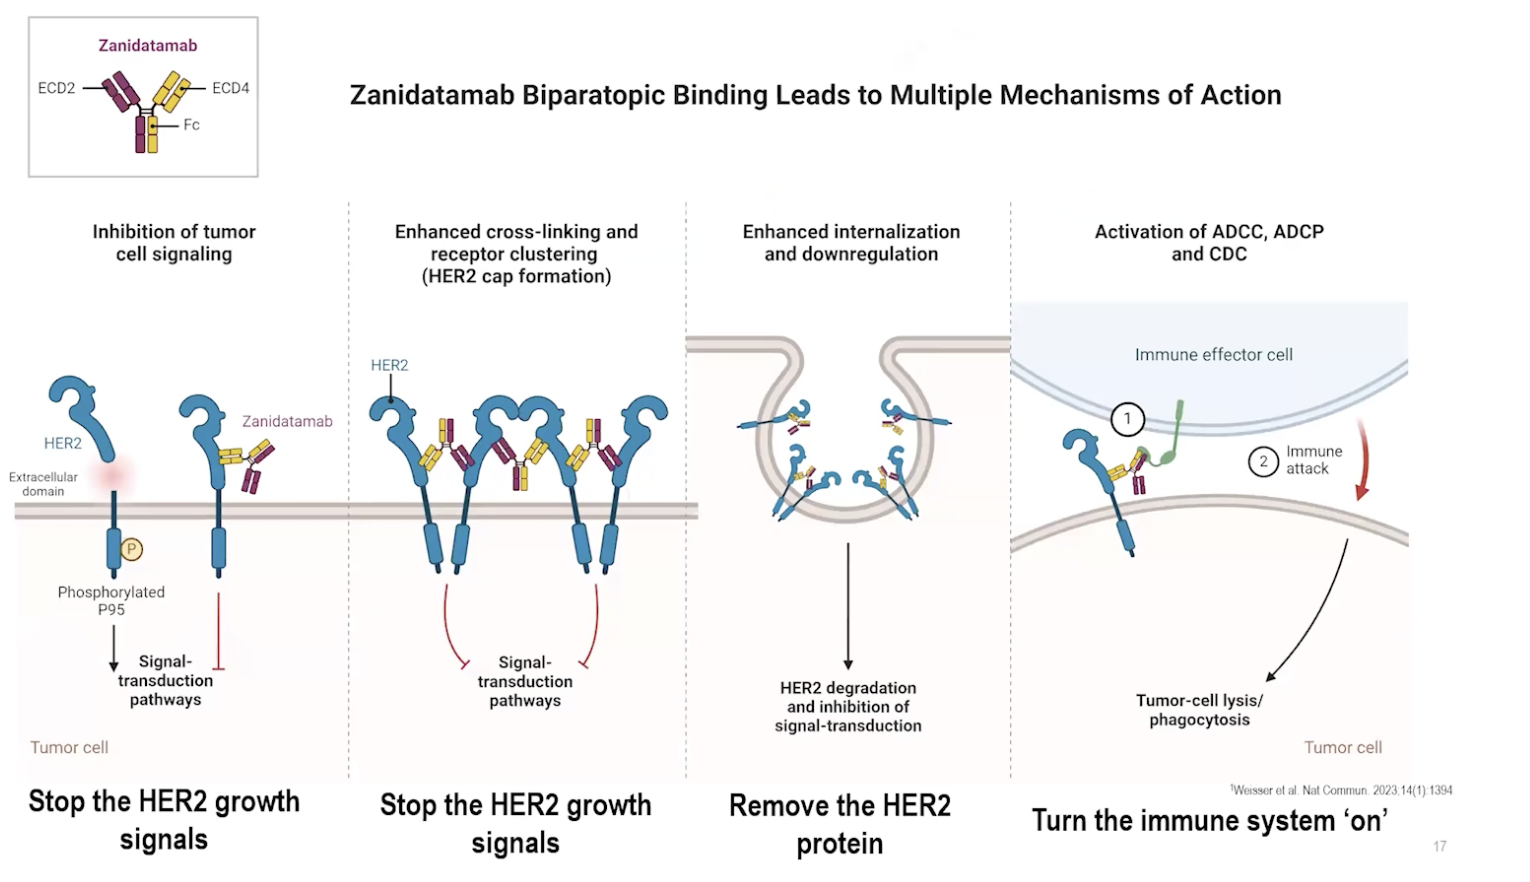 Zanidatamab
ECD2
ECD4
Fc
Zanidatamab Biparatopic Binding Leads to Multiple Mechanisms of Action
Inhibition of tumor
cell signaling
HER2
Zanidatamab
Extracellular
domain
P
Phosphorylated
P95
Signal-
transduction
pathways
Tumor cell
Stop the HER2 growth
signals
Enhanced cross-linking and
receptor clustering
(HER2 cap formation)
HER2
Signal-
transduction
pathways
Stop the HER2 growth
signals
Enhanced internalization
and downregulation
HER2 degradation
and inhibition of
signal-transduction
Remove the HER2
protein
Activation of ADCC, ADCP
and CDC
Immune effector cell
1
2
Immune
attack
Tumor-cell lysis/
phagocytosis
Tumor cell
¹Weisser et al. Nat Commun. 2023;14(1):1394
Turn the immune system ‘on’
17